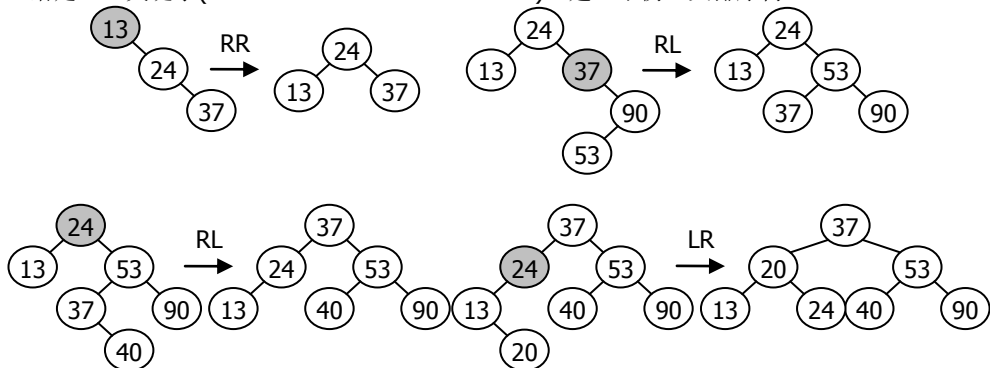 13 RR 24 24 RL 24
24 13 37 13 37 13 53
37 90 37 90
53
24 RL 37 37 LR 37
13 53 24 53 24 53 20 53
37 90 13 40 90 13 40 90 13 24 40 90
40 20